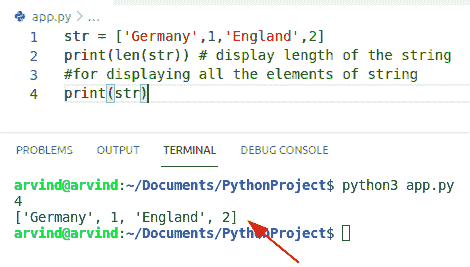 app.py > ...
1 str = ['Germany',1,'England',2]
2 print(len(str)) # display length of the string
3 #for displaying all the elements of string
4 print(str)
PROBLEMS OUTPUT TERMINAL DEBUG CONSOLE
arvind@arvind:~/Documents/PythonProject$ python3 app.py
4
['Germany', 1, 'England', 2]
arvind@arvind:~/Documents/PythonProject$